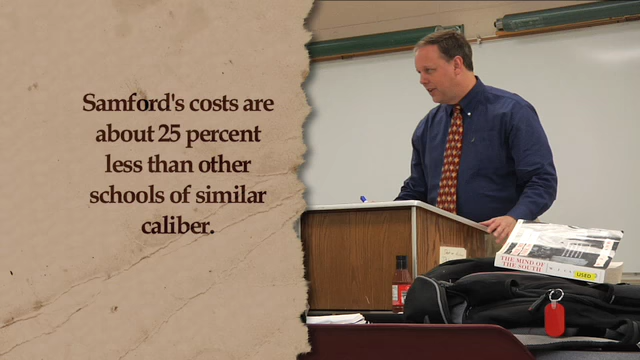 Samford's costs are
about 25 percent
less than other
schools of similar
caliber.
THE MIND OF
THE SOUTH
USED